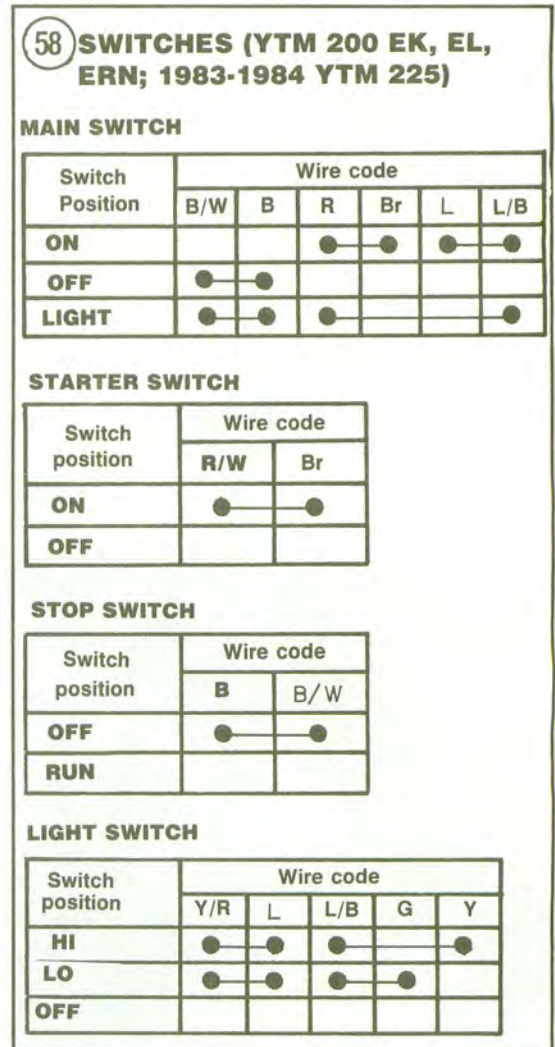 58 SWITCHES (YTM 200 EK, EL,
ERN; 1983-1984 YTM 225)
MAIN SWITCH
Switch Position Wire code
B/W B R Br L L/B
ON
OFF
LIGHT
STARTER SWITCH
Switch position Wire code
R/W Br
ON
OFF
STOP SWITCH
Switch position Wire code
B B/W
OFF
RUN
LIGHT SWITCH
Switch position Wire code
Y/R L L/B G Y
HI
LO
OFF